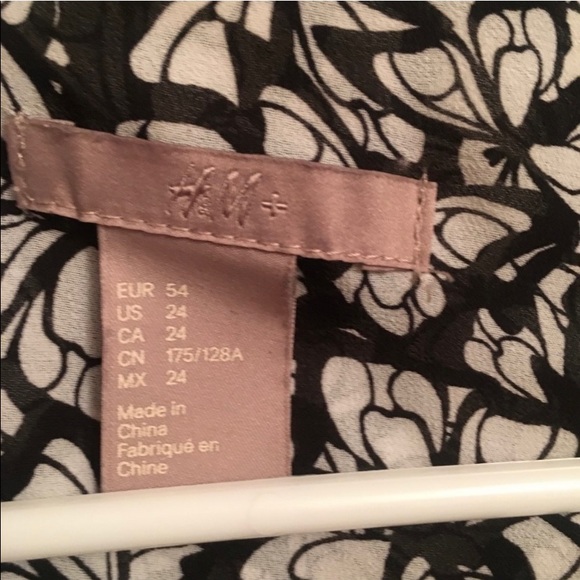 H&M+
EUR 54
US 24
CA 24
CN 175/128A
MX 24
Made in
China
Fabriqué en
Chine